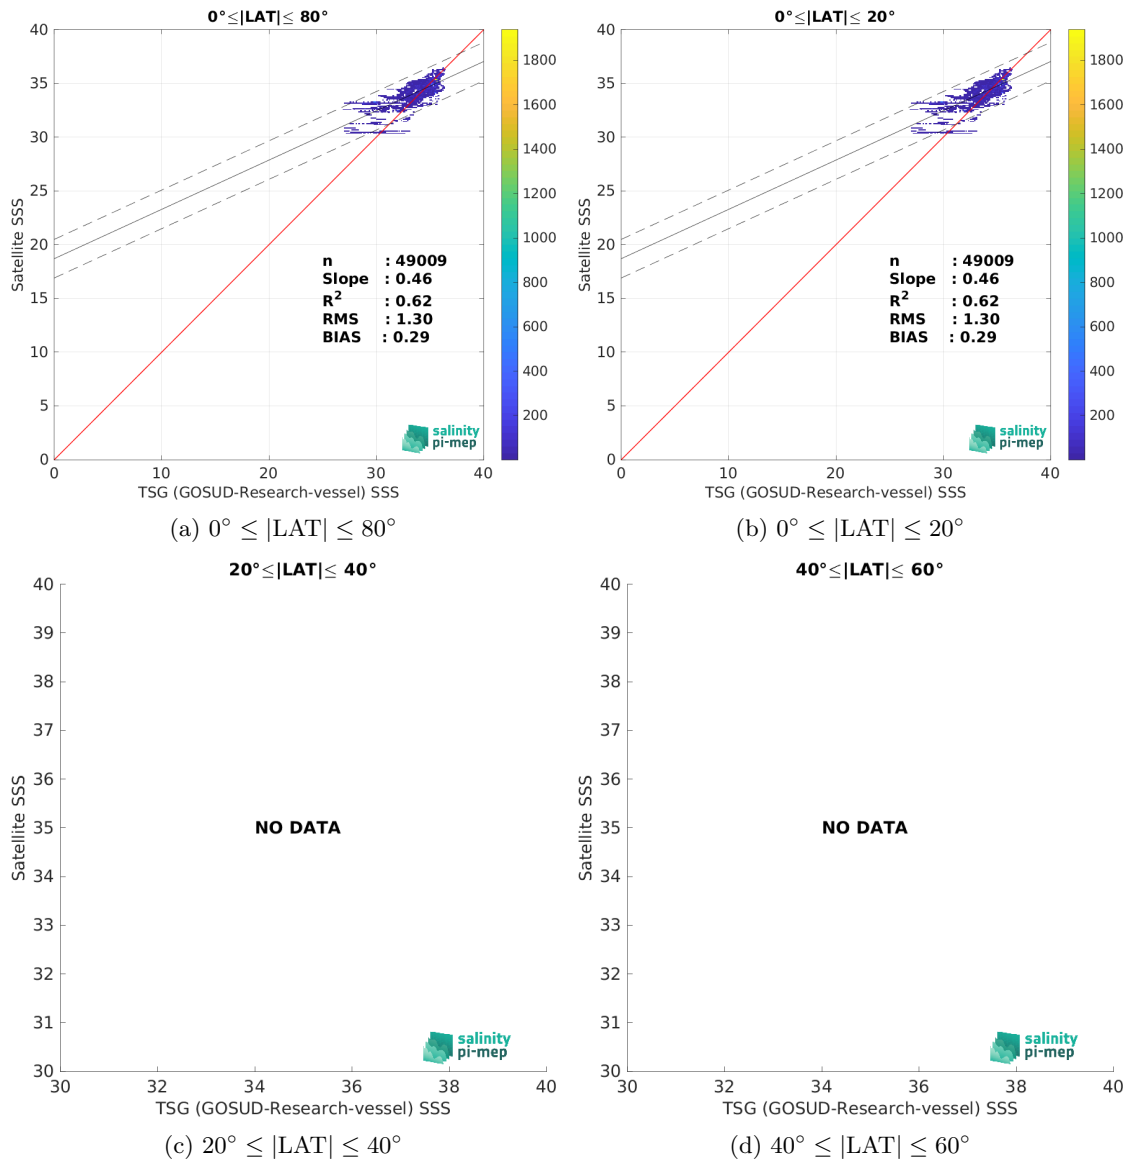 0°≤|LAT|≤ 80°
40
35
30
25
20
15
10
5
0
0
10
20
30
40
Satellite SSS
TSG (GOSUD-Research-vessel) SSS
n : 49009
Slope : 0.46
R² : 0.62
RMS : 1.30
BIAS : 0.29
salinity
pi-mep
1800
1600
1400
1200
1000
800
600
400
200
(a) 0° ≤ |LAT| ≤ 80°
0°≤|LAT|≤ 20°
40
35
30
25
20
15
10
5
0
0
10
20
30
40
Satellite SSS
TSG (GOSUD-Research-vessel) SSS
n : 49009
Slope : 0.46
R² : 0.62
RMS : 1.30
BIAS : 0.29
salinity
pi-mep
1800
1600
1400
1200
1000
800
600
400
200
(b) 0° ≤ |LAT| ≤ 20°
20°≤|LAT|≤ 40°
40
39
38
37
36
35
34
33
32
31
30
30
32
34
36
38
40
Satellite SSS
NO DATA
salinity
pi-mep
TSG (GOSUD-Research-vessel) SSS
(c) 20° ≤ |LAT| ≤ 40°
40°≤|LAT|≤ 60°
40
39
38
37
36
35
34
33
32
31
30
30
32
34
36
38
40
Satellite SSS
NO DATA
salinity
pi-mep
TSG (GOSUD-Research-vessel) SSS
(d) 40° ≤ |LAT| ≤ 60°